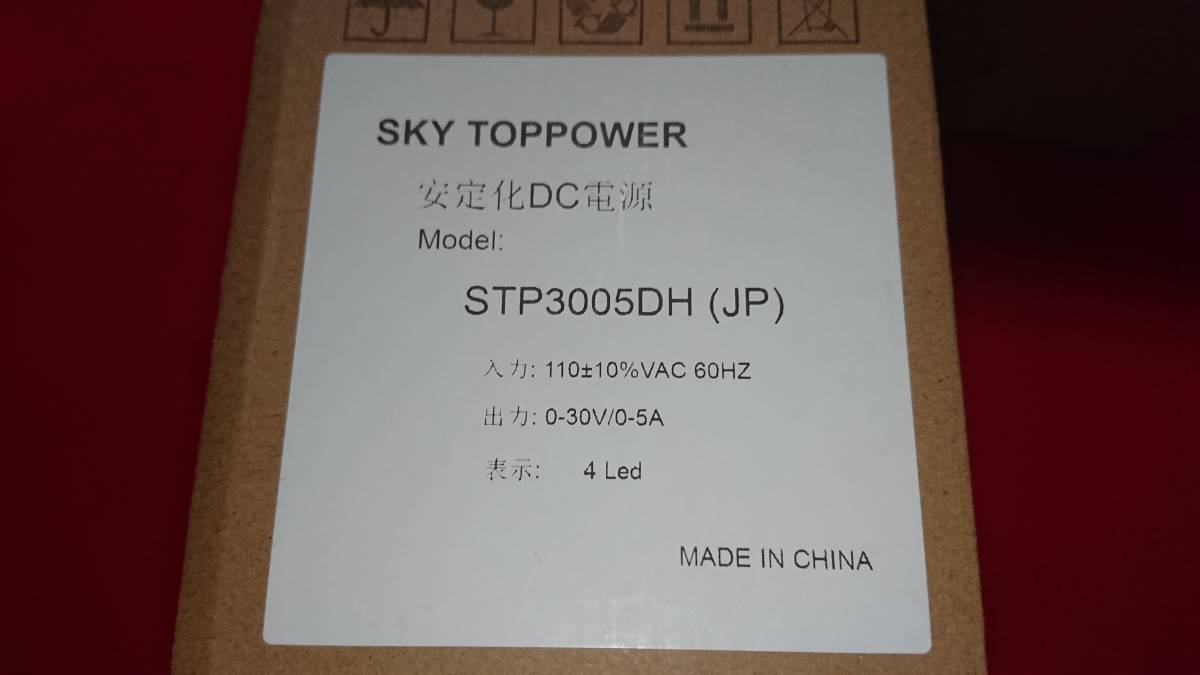 SKY TOPPOWER
安定化DC電源
Model:
STP3005DH (JP)
入力: 110±10%VAC 60HZ
出力: 0-30V/0-5A
表示: 4 Led
MADE IN CHINA